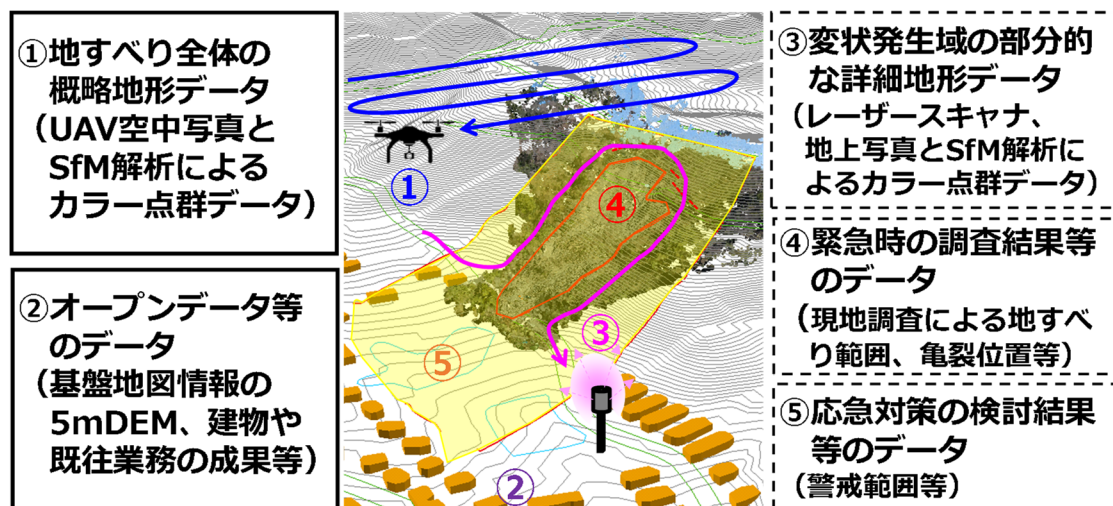 ①地すべり全体の
概略地形データ
（UAV空中写真と
SfM解析による
カラー点群データ）
②オープンデータ等
のデータ
（基盤地図情報の
5mDEM、建物や
既往業務の成果等）
①
④
③
⑤
②
③変状発生域の部分的
な詳細地形データ
（レーザースキャナ、
地上写真とSfM解析に
よるカラー点群データ）
④緊急時の調査結果等
のデータ
（現地調査による地すべ
り範囲、亀裂位置等）
⑤応急対策の検討結果
等のデータ
（警戒範囲等）